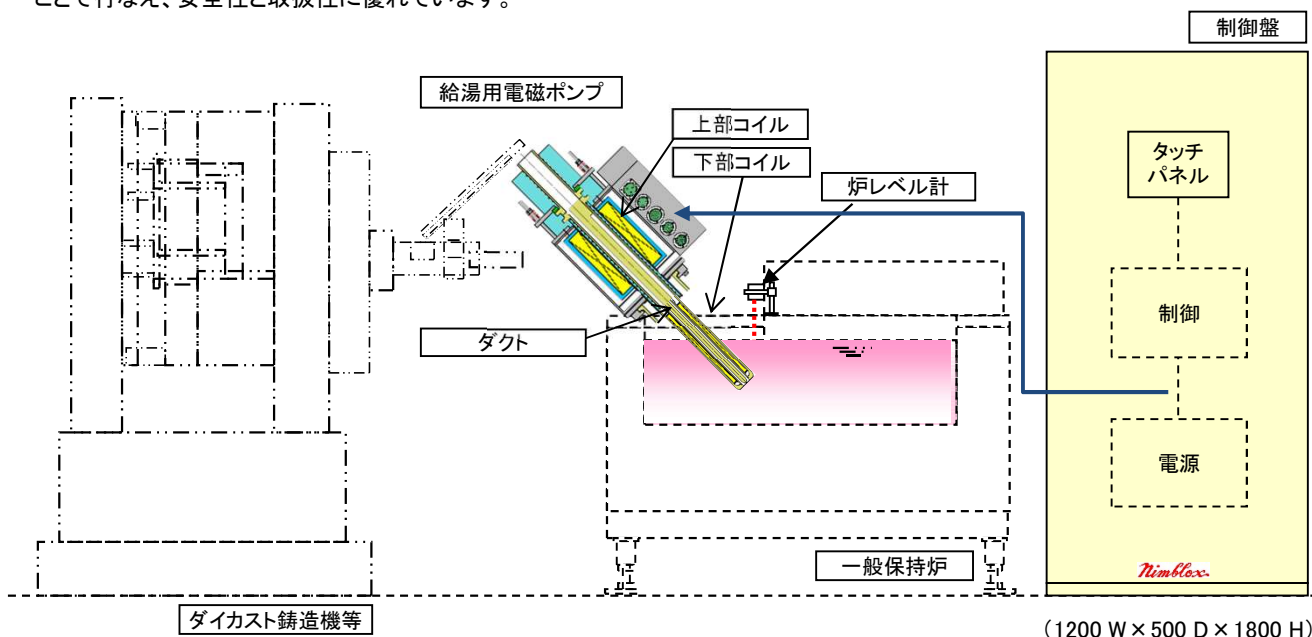 ことで行なえ、安全性と取扱性に優れています。
制御盤
給湯用電磁ポンプ
上部コイル
下部コイル
炉レベル計
タッチ
パネル
制御
ダクト
電源
一般保持炉
Nimblox
ダイカスト鋳造機等
(1200 W×500 D×1800 H)